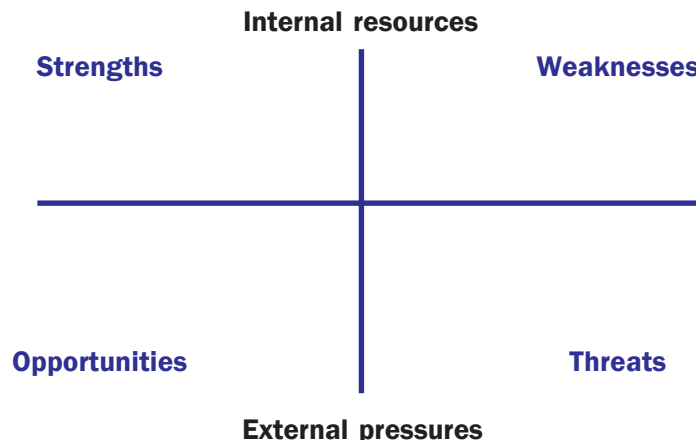 Internal resources
Strengths
Weaknesses
Opportunities
Threats
External pressures